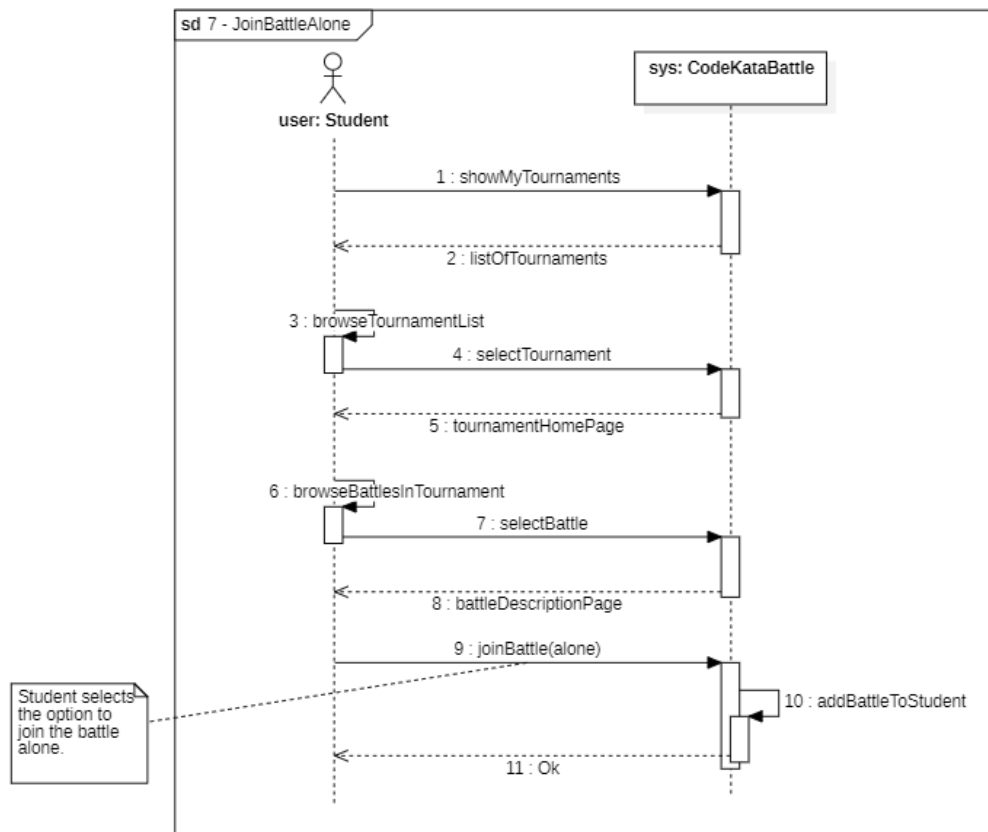 sd 7 - JoinBattleAlone
sys: CodeKataBattle
user: Student
1 : showMyTournaments
2 : listOfTournaments
3 : browseTournamentList
4 : selectTournament
5 : tournamentHomePage
6 : browseBattlesInTournament
7 : selectBattle
8 : battleDescriptionPage
9 : joinBattle(alone)
Student selects
the option to
join the battle
alone.
10 : addBattleToStudent
11 : Ok